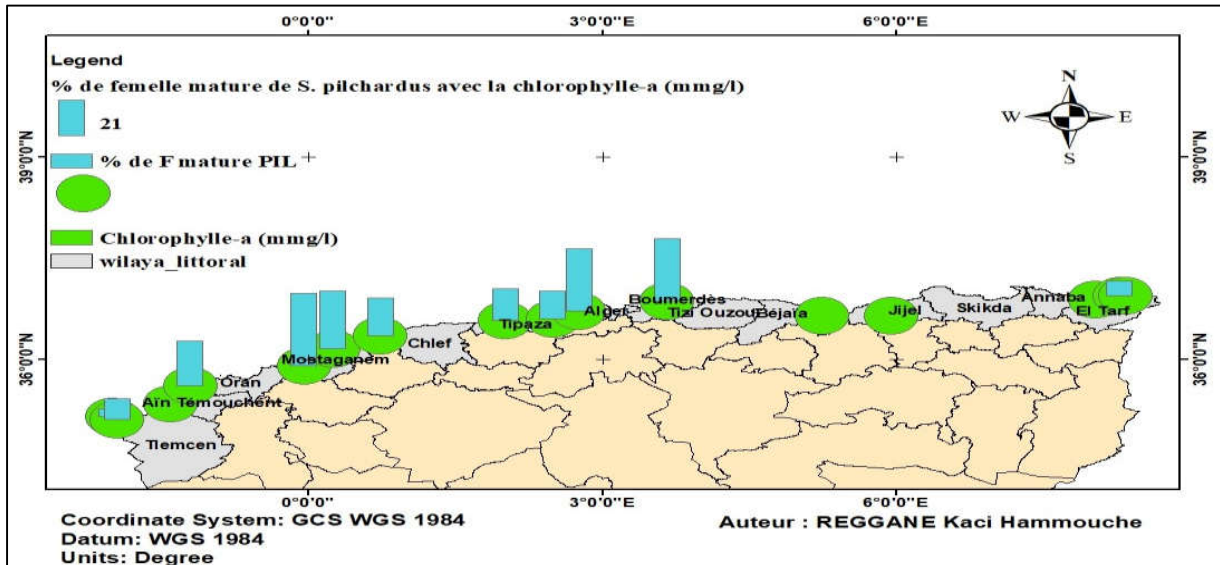 0°0'0" 3°0'0"E 6°0'0"E
Legend
% de femelle mature de S. pilchardus avec la chlorophylle-a (mmg/l)
21
% de F mature PIL
Chlorophylle-a (mmg/l)
wilaya_littoral
N
W E
S
39°0'0"N 39°0'0"N
36°0'0"N 36°0'0"N
Boumerdès
Alger
Tizi Ouzou
Tipaza
Béjaïa
Jijel
Skikda
Annaba
El Tarf
Chlef
Mostaganem
Oran
Aïn Témouchent
Tlemcen
0°0'0" 3°0'0"E 6°0'0"E
Coordinate System: GCS WGS 1984
Datum: WGS 1984
Units: Degree
Auteur : REGGANE Kaci Hammouche